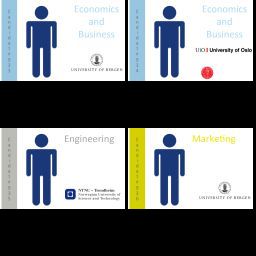 Economics
and
Business
UNIVERSITY OF BERGEN
Economics
and
Business
UiO University of Oslo
Engineering
NTNU – Trondheim
Norwegian University of
Science and Technology
Marketing
UNIVERSITY OF BERGEN